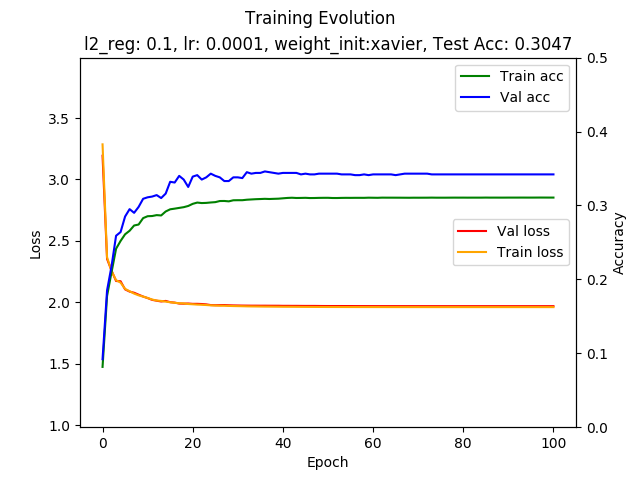 Training Evolution
l2_reg: 0.1, lr: 0.0001, weight_init:xavier, Test Acc: 0.3047
Train acc
Val acc
Val loss
Train loss
Loss
3.5
3.0
2.5
2.0
1.5
1.0
Accuracy
0.5
0.4
0.3
0.2
0.1
0.0
0 20 40 60 80 100
Epoch